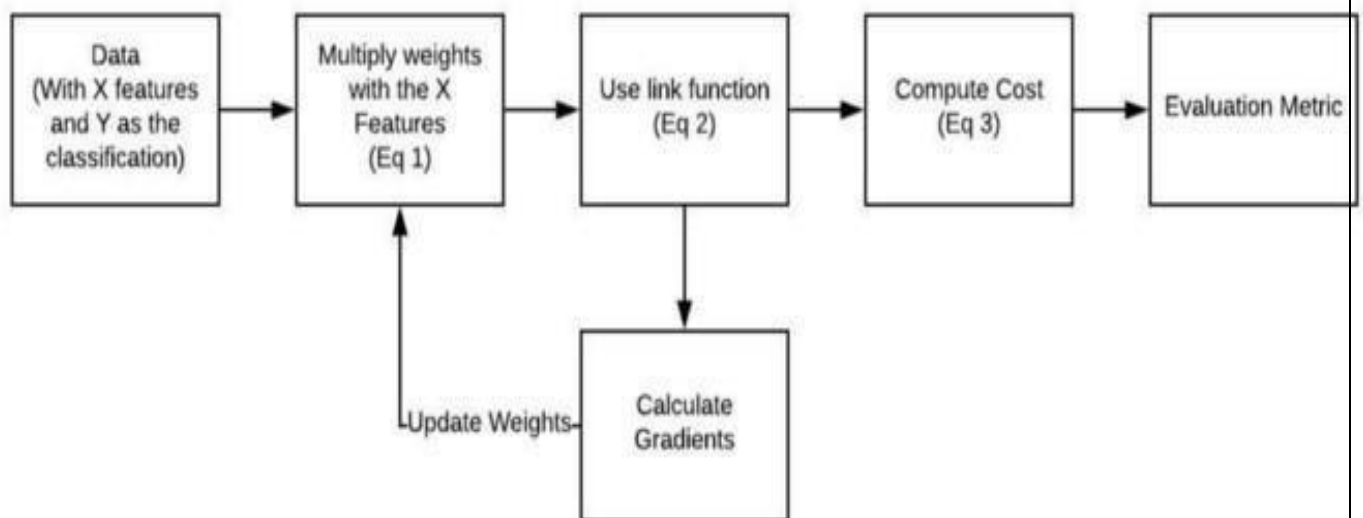 Data
(With X features
and Y as the
classification)
Multiply weights
with the X
Features
(Eq 1)
Use link function
(Eq 2)
Compute Cost
(Eq 3)
Evaluation Metric
Update Weights
Calculate
Gradients